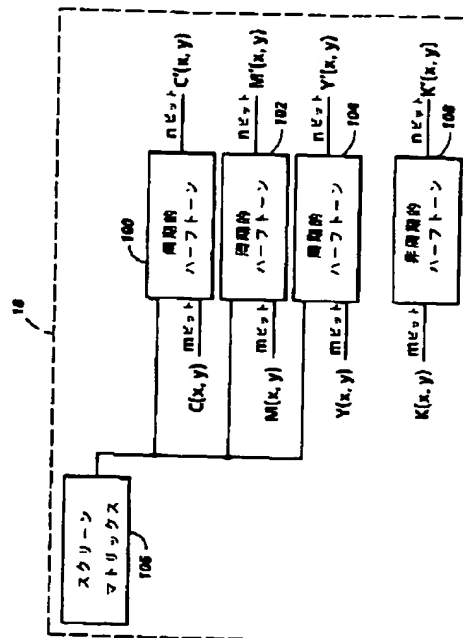 18
スクリーン
マトリックス
106
100
C(x, y)
mビット
周期的
ハーフトーン
nビット
C'(x, y)
M(x, y)
mビット
周期的
ハーフトーン
nビット
M'(x, y)
102
Y(x, y)
mビット
周期的
ハーフトーン
nビット
Y'(x, y)
104
K(x, y)
mビット
非周期的
ハーフトーン
nビット
K'(x, y)
108